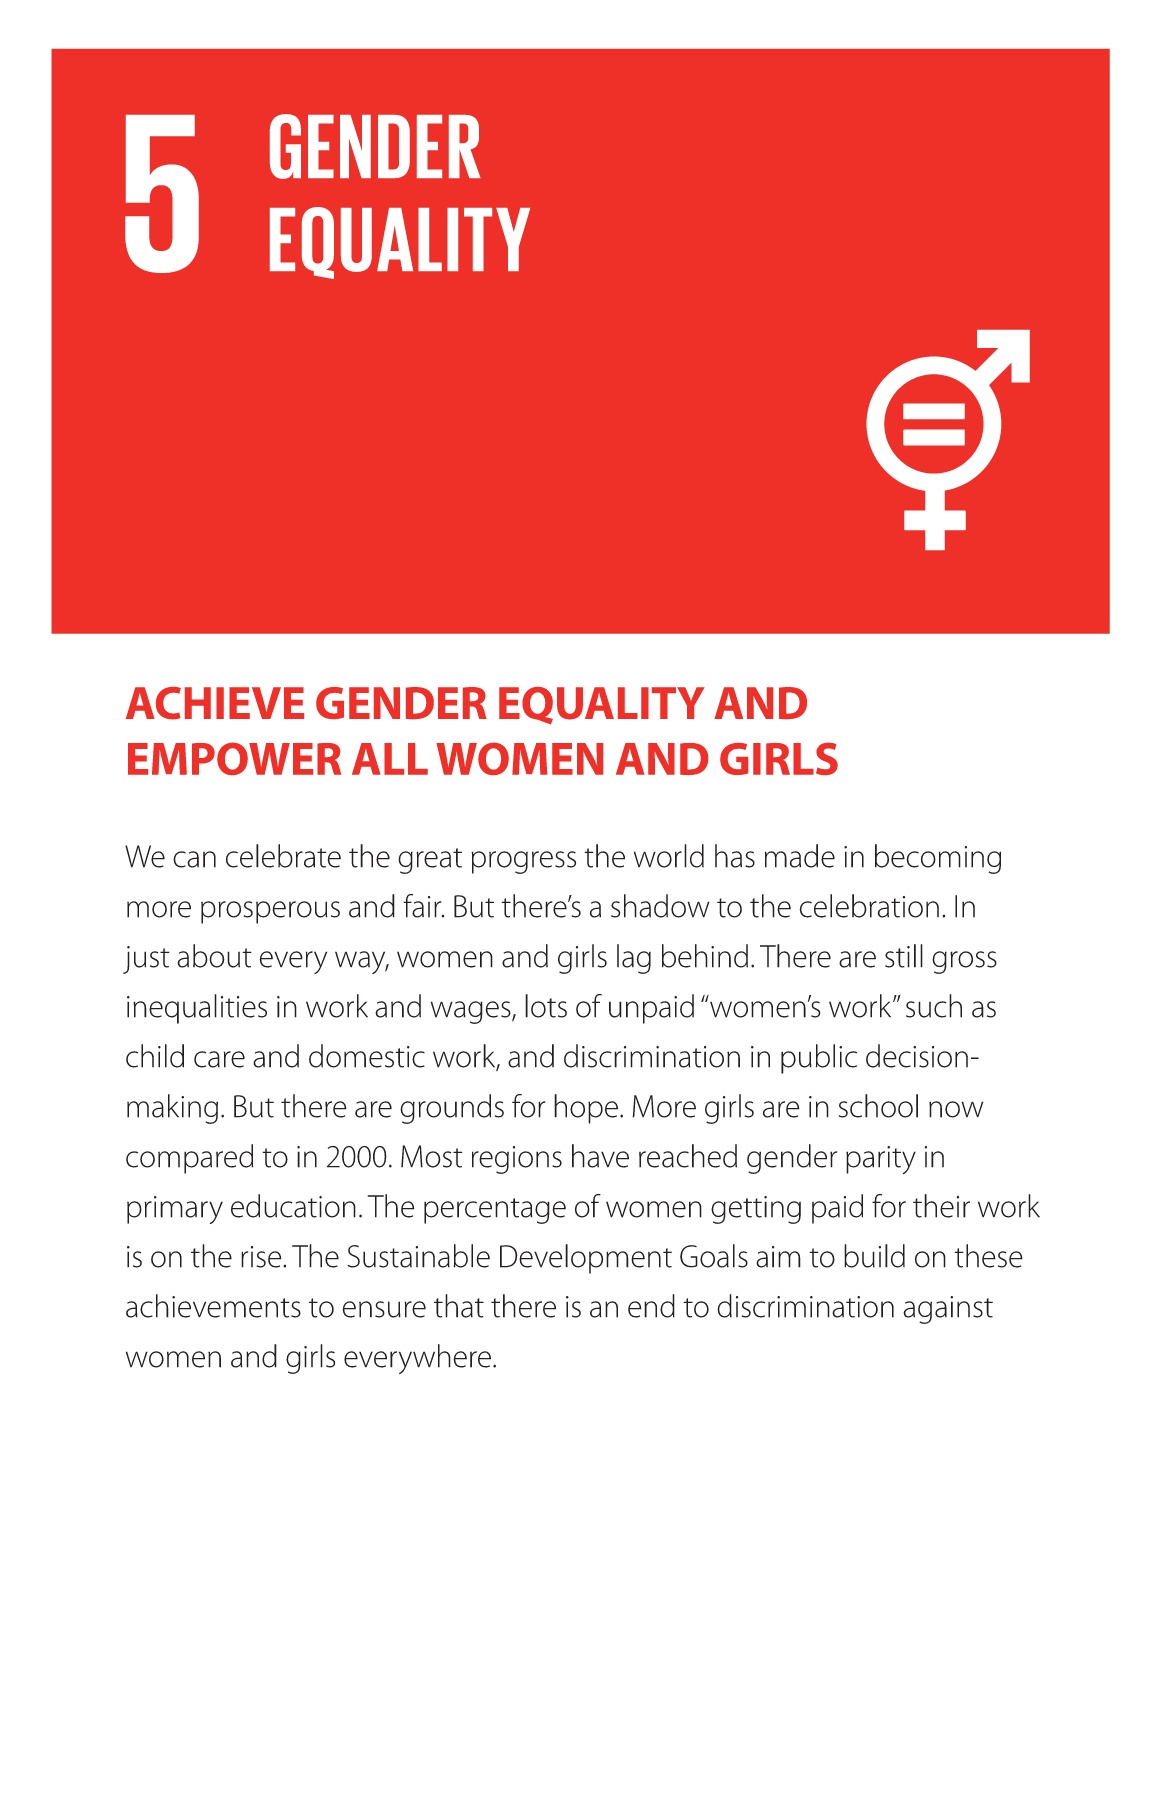 5
GENDER
EQUALITY
ACHIEVE GENDER EQUALITY AND
EMPOWER ALL WOMEN AND GIRLS
We can celebrate the great progress the world has made in becoming
more prosperous and fair. But there’s a shadow to the celebration. In
just about every way, women and girls lag behind. There are still gross
inequalities in work and wages, lots of unpaid “women’s work” such as
child care and domestic work, and discrimination in public decision-
making. But there are grounds for hope. More girls are in school now
compared to in 2000. Most regions have reached gender parity in
primary education. The percentage of women getting paid for their work
is on the rise. The Sustainable Development Goals aim to build on these
achievements to ensure that there is an end to discrimination against
women and girls everywhere.